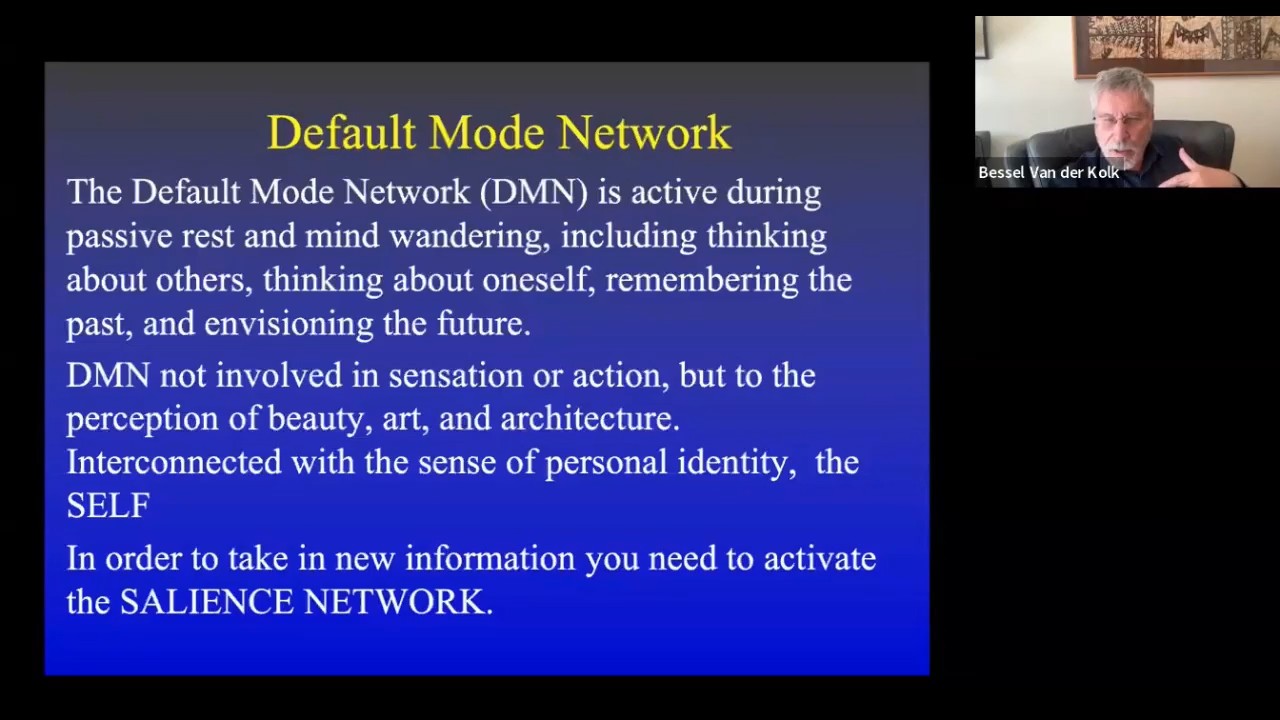 Default Mode Network
The Default Mode Network (DMN) is active during
passive rest and mind wandering, including thinking
about others, thinking about oneself, remembering the
past, and envisioning the future.
DMN not involved in sensation or action, but to the
perception of beauty, art, and architecture.
Interconnected with the sense of personal identity,  the
SELF
In order to take in new information you need to activate
the SALIENCE NETWORK.
Bessel Van der Kolk